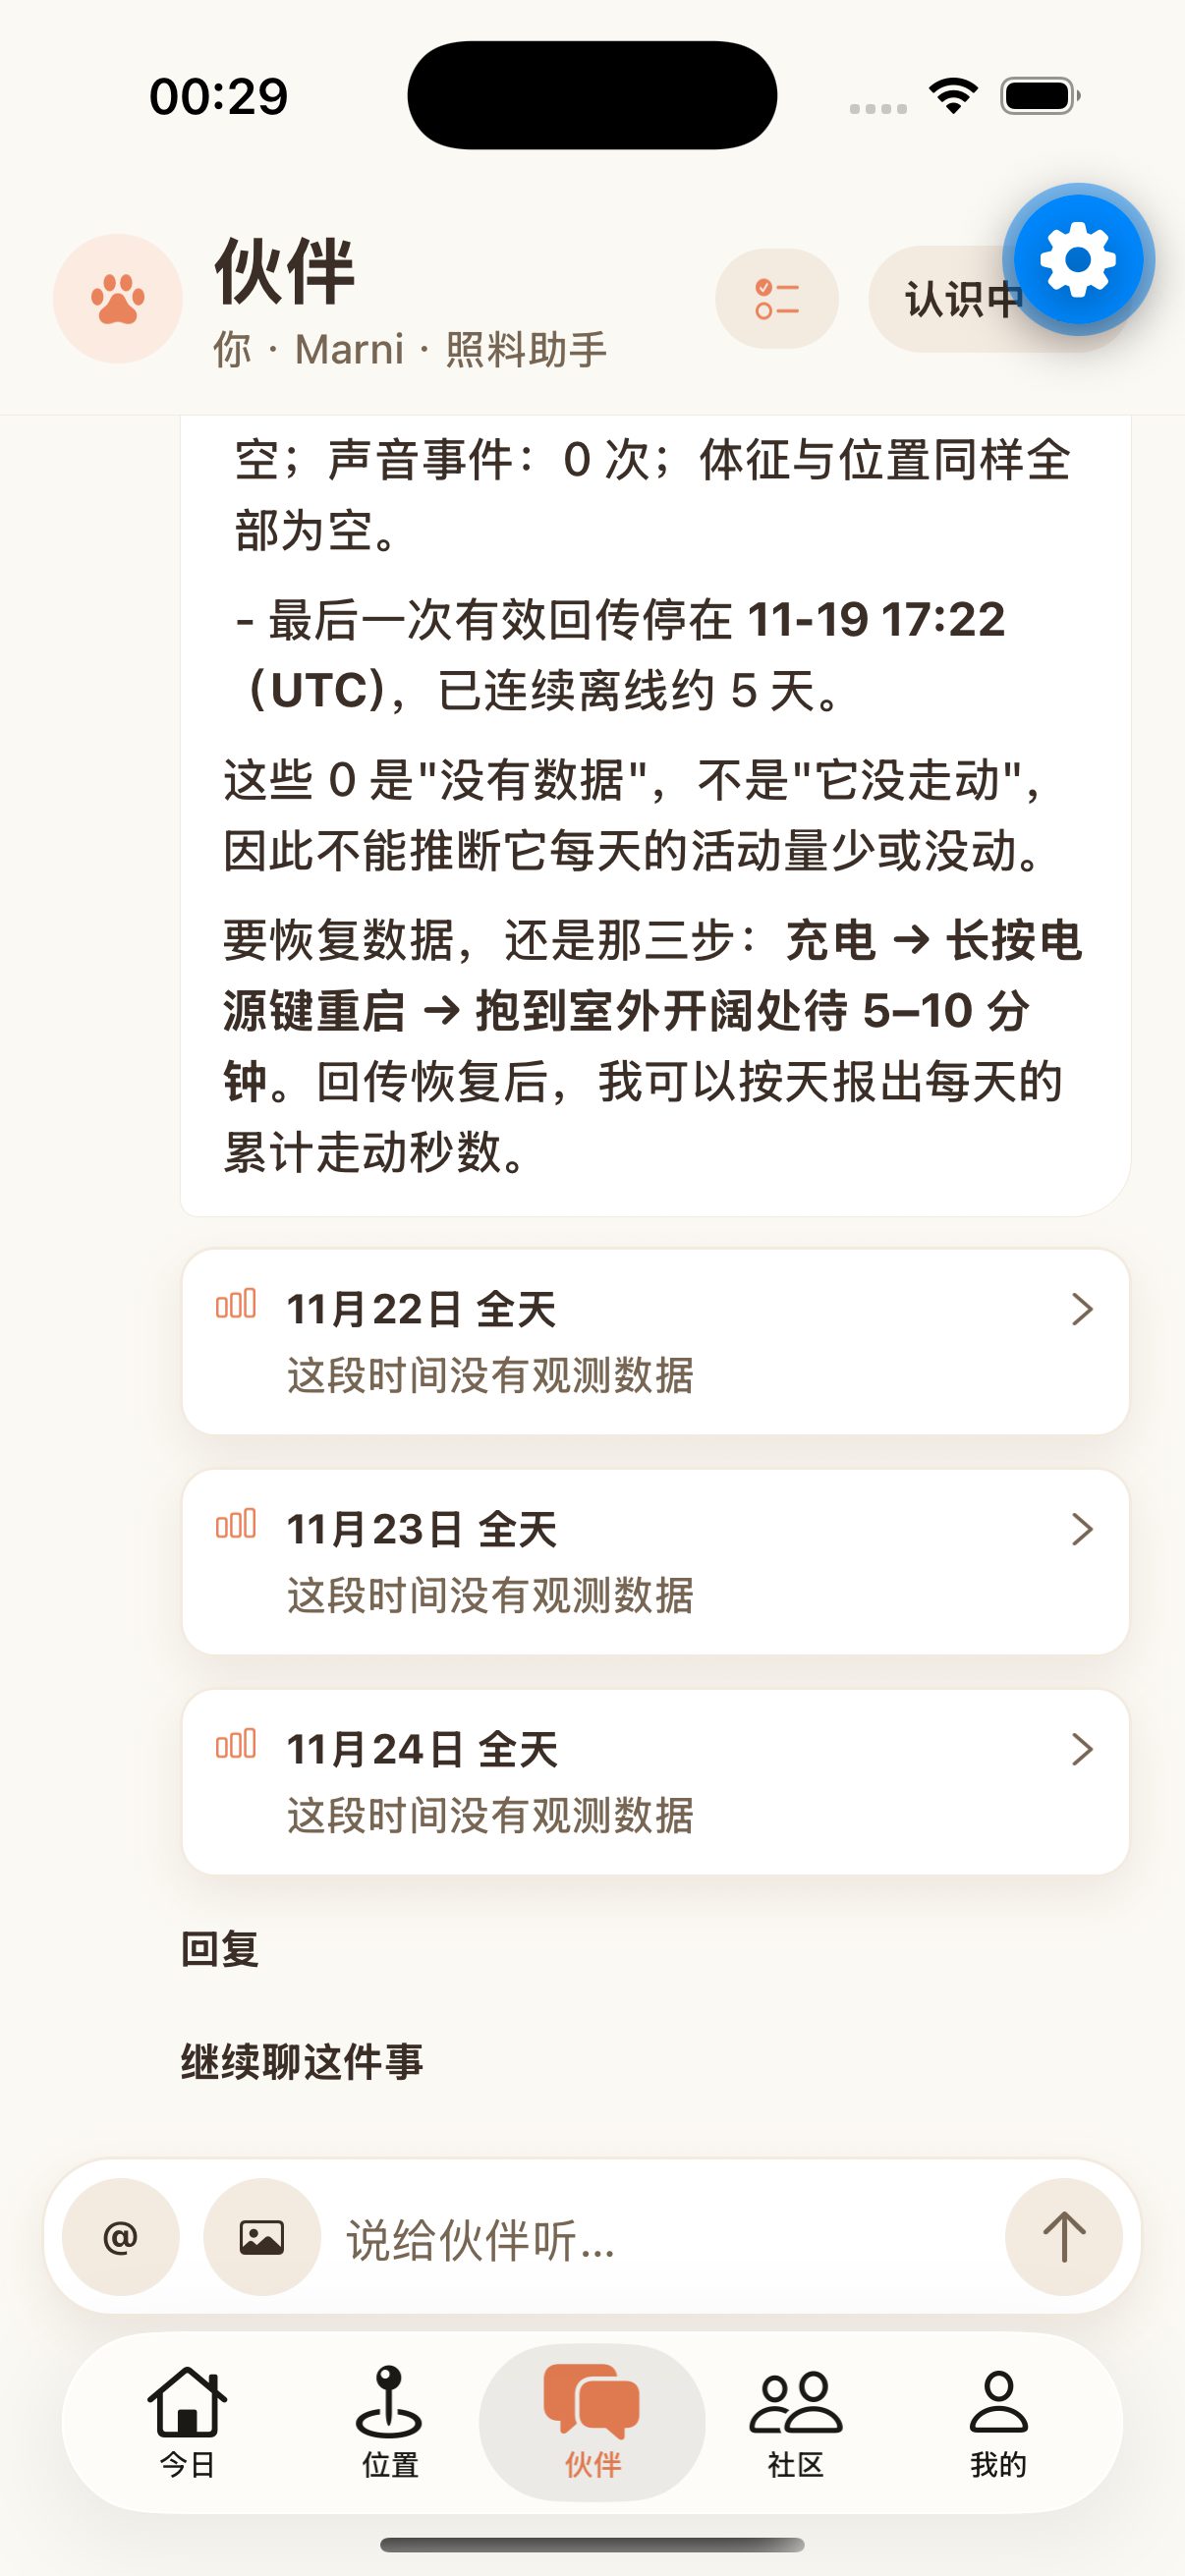 00:29
伙伴
你 · Marni · 照料助手
认识中
空；声音事件：0 次；体征与位置同样全
部为空。
- 最后一次有效回传停在 11-19 17:22
（UTC），已连续离线约 5 天。
这些 0 是"没有数据"，不是"它没走动"，
因此不能推断它每天的活动量少或没动。
要恢复数据，还是那三步：充电 → 长按电
源键重启 → 抱到室外开阔处待 5–10 分
钟。回传恢复后，我可以按天报出每天的
累计走动秒数。
11月22日 全天
这段时间没有观测数据
11月23日 全天
这段时间没有观测数据
11月24日 全天
这段时间没有观测数据
回复
继续聊这件事
@
说给伙伴听...
今日
位置
伙伴
社区
我的